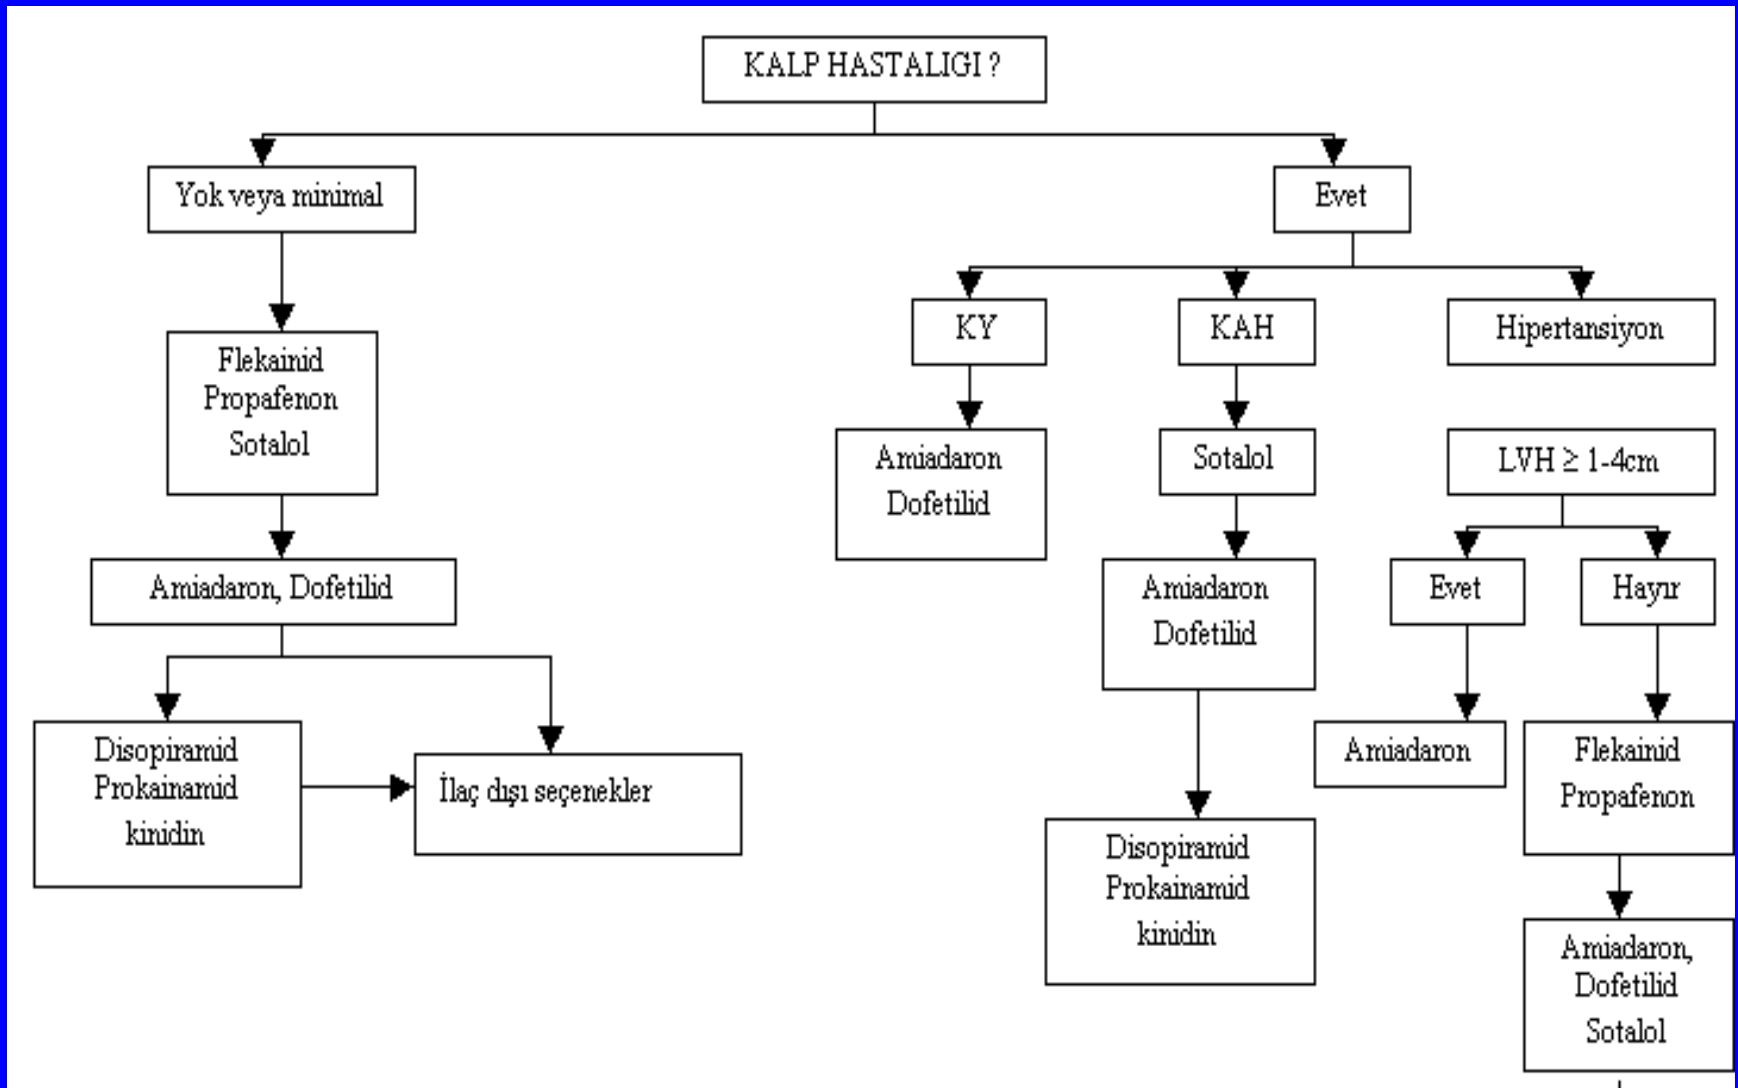 KALP HASTALIGI ?
Yok veya minimal
Evet
KY
KAH
Hipertansiyon
Flekainid
Propafenon
Sotalol
Amiadaron
Dofetilid
Sotalol
LVH ≥ 1-4cm
Amiadaron, Dofetilid
Amiadaron
Dofetilid
Evet
Hayır
Disopiramid
Prokainamid
kinidin
İlaç dışı seçenekler
Amiadaron
Flekainid
Propafenon
Disopiramid
Prokainamid
kinidin
Amiadaron,
Dofetilid
Sotalol